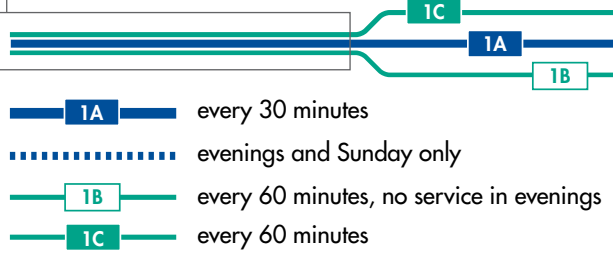 1C
1A
1B
1A every 30 minutes
evenings and Sunday only
1B every 60 minutes, no service in evenings
1C every 60 minutes